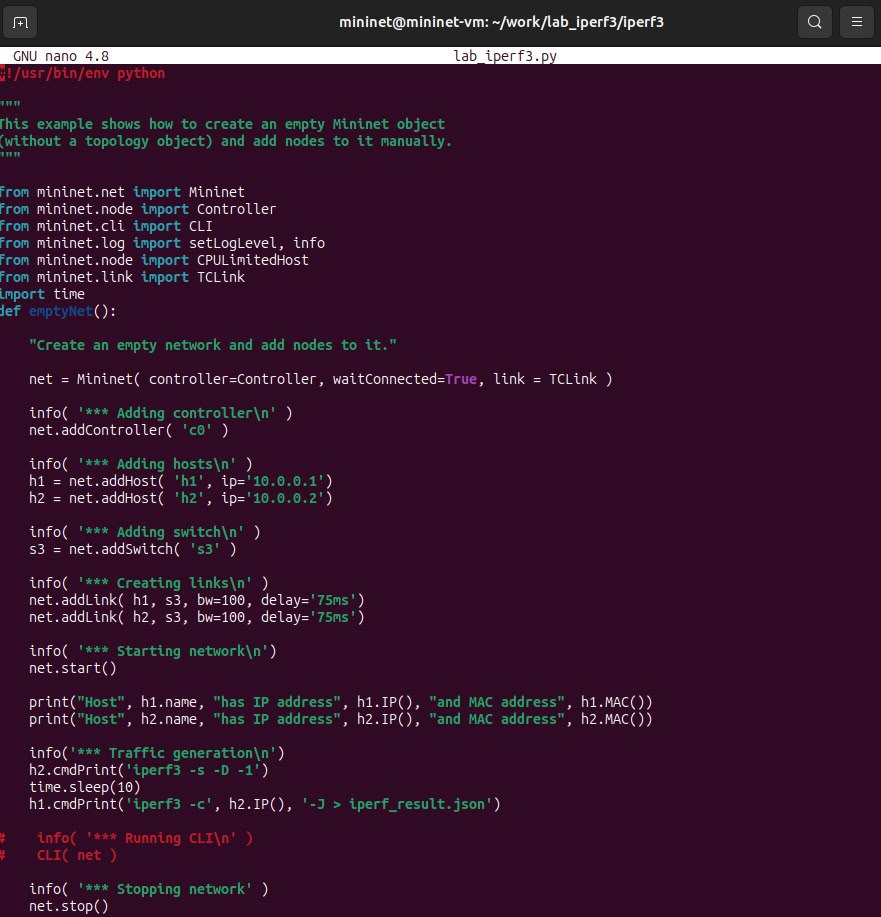 mininet@mininet-vm: ~/work/lab_iperf3/iperf3
GNU nano 4.8 lab_iperf3.py
#!/usr/bin/env python
"""
This example shows how to create an empty Mininet object
(without a topology object) and add nodes to it manually.
"""
from mininet.net import Mininet
from mininet.node import Controller
from mininet.cli import CLI
from mininet.log import setLogLevel, info
from mininet.node import CPULimitedHost
from mininet.link import TCLink
import time
def emptyNet():
"Create an empty network and add nodes to it."
net = Mininet( controller=Controller, waitConnected=True, link = TCLink )
info( '*** Adding controller\n' )
net.addController( 'c0' )
info( '*** Adding hosts\n' )
h1 = net.addHost( 'h1', ip='10.0.0.1')
h2 = net.addHost( 'h2', ip='10.0.0.2')
info( '*** Adding switch\n' )
s3 = net.addSwitch( 's3' )
info( '*** Creating links\n' )
net.addLink( h1, s3, bw=100, delay='75ms')
net.addLink( h2, s3, bw=100, delay='75ms')
info( '*** Starting network\n')
net.start()
print("Host", h1.name, "has IP address", h1.IP(), "and MAC address", h1.MAC())
print("Host", h2.name, "has IP address", h2.IP(), "and MAC address", h2.MAC())
info('*** Traffic generation\n')
h2.cmdPrint('iperf3 -s -D -1')
time.sleep(10)
h1.cmdPrint('iperf3 -c', h2.IP(), '-J > iperf_result.json')
# info( '*** Running CLI\n' )
# CLI( net )
info( '*** Stopping network' )
net.stop()